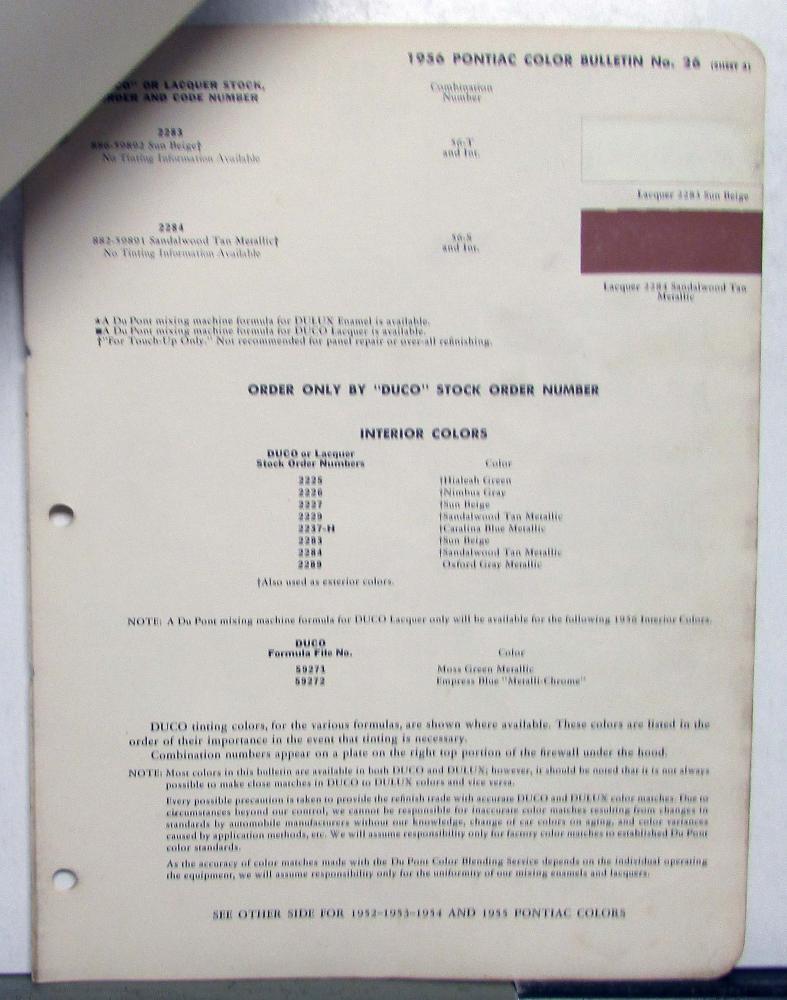 1956 PONTIAC COLOR BULLETIN No. 26 (SHEET 2)
OR LACQUER STOCK,
ORDER AND CODE NUMBER
Combination
Number
2283
886-59892 Sun Beige†
No Tinting Information Available
56-T
and Int.
Lacquer 2283 Sun Beige
2284
882-59891 Sandalwood Tan Metallic†
No Tinting Information Available
56-S
and Int.
Lacquer 2284 Sandalwood Tan
Metallic
★A Du Pont mixing machine formula for DULUX Enamel is available.
■A Du Pont mixing machine formula for DUCO Lacquer is available.
†"For Touch-Up Only." Not recommended for panel repair or over-all refinishing.
ORDER ONLY BY "DUCO" STOCK ORDER NUMBER
INTERIOR COLORS
DUCO or Lacquer
Stock Order Numbers
Color
2225 †Hialeah Green
2226 †Nimbus Gray
2227 †Sun Beige
2229 †Sandalwood Tan Metallic
2237-H †Catalina Blue Metallic
2283 †Sun Beige
2284 †Sandalwood Tan Metallic
2289 Oxford Gray Metallic
†Also used as exterior colors.
NOTE: A Du Pont mixing machine formula for DUCO Lacquer only will be available for the following 1956 Interior Colors.
DUCO
Formula File No.
Color
59271 Moss Green Metallic
59272 Empress Blue "Metalli-Chrome"
DUCO tinting colors, for the various formulas, are shown where available. These colors are listed in the
order of their importance in the event that tinting is necessary.
Combination numbers appear on a plate on the right top portion of the firewall under the hood.
NOTE: Most colors in this bulletin are available in both DUCO and DULUX; however, it should be noted that it is not always
possible to make close matches in DUCO to DULUX colors and vice versa.
Every possible precaution is taken to provide the refinish trade with accurate DUCO and DULUX color matches. Due to
circumstances beyond our control, we cannot be responsible for inaccurate color matches resulting from changes in
standards by automobile manufacturers without our knowledge, change of car colors on aging, and color variances
caused by application methods, etc. We will assume responsibility only for factory color matches to established Du Pont
color standards.
As the accuracy of color matches made with the Du Pont Color Blending Service depends on the individual operating
the equipment, we will assume responsibility only for the uniformity of our mixing enamels and lacquers.
SEE OTHER SIDE FOR 1952-1953-1954 AND 1955 PONTIAC COLORS